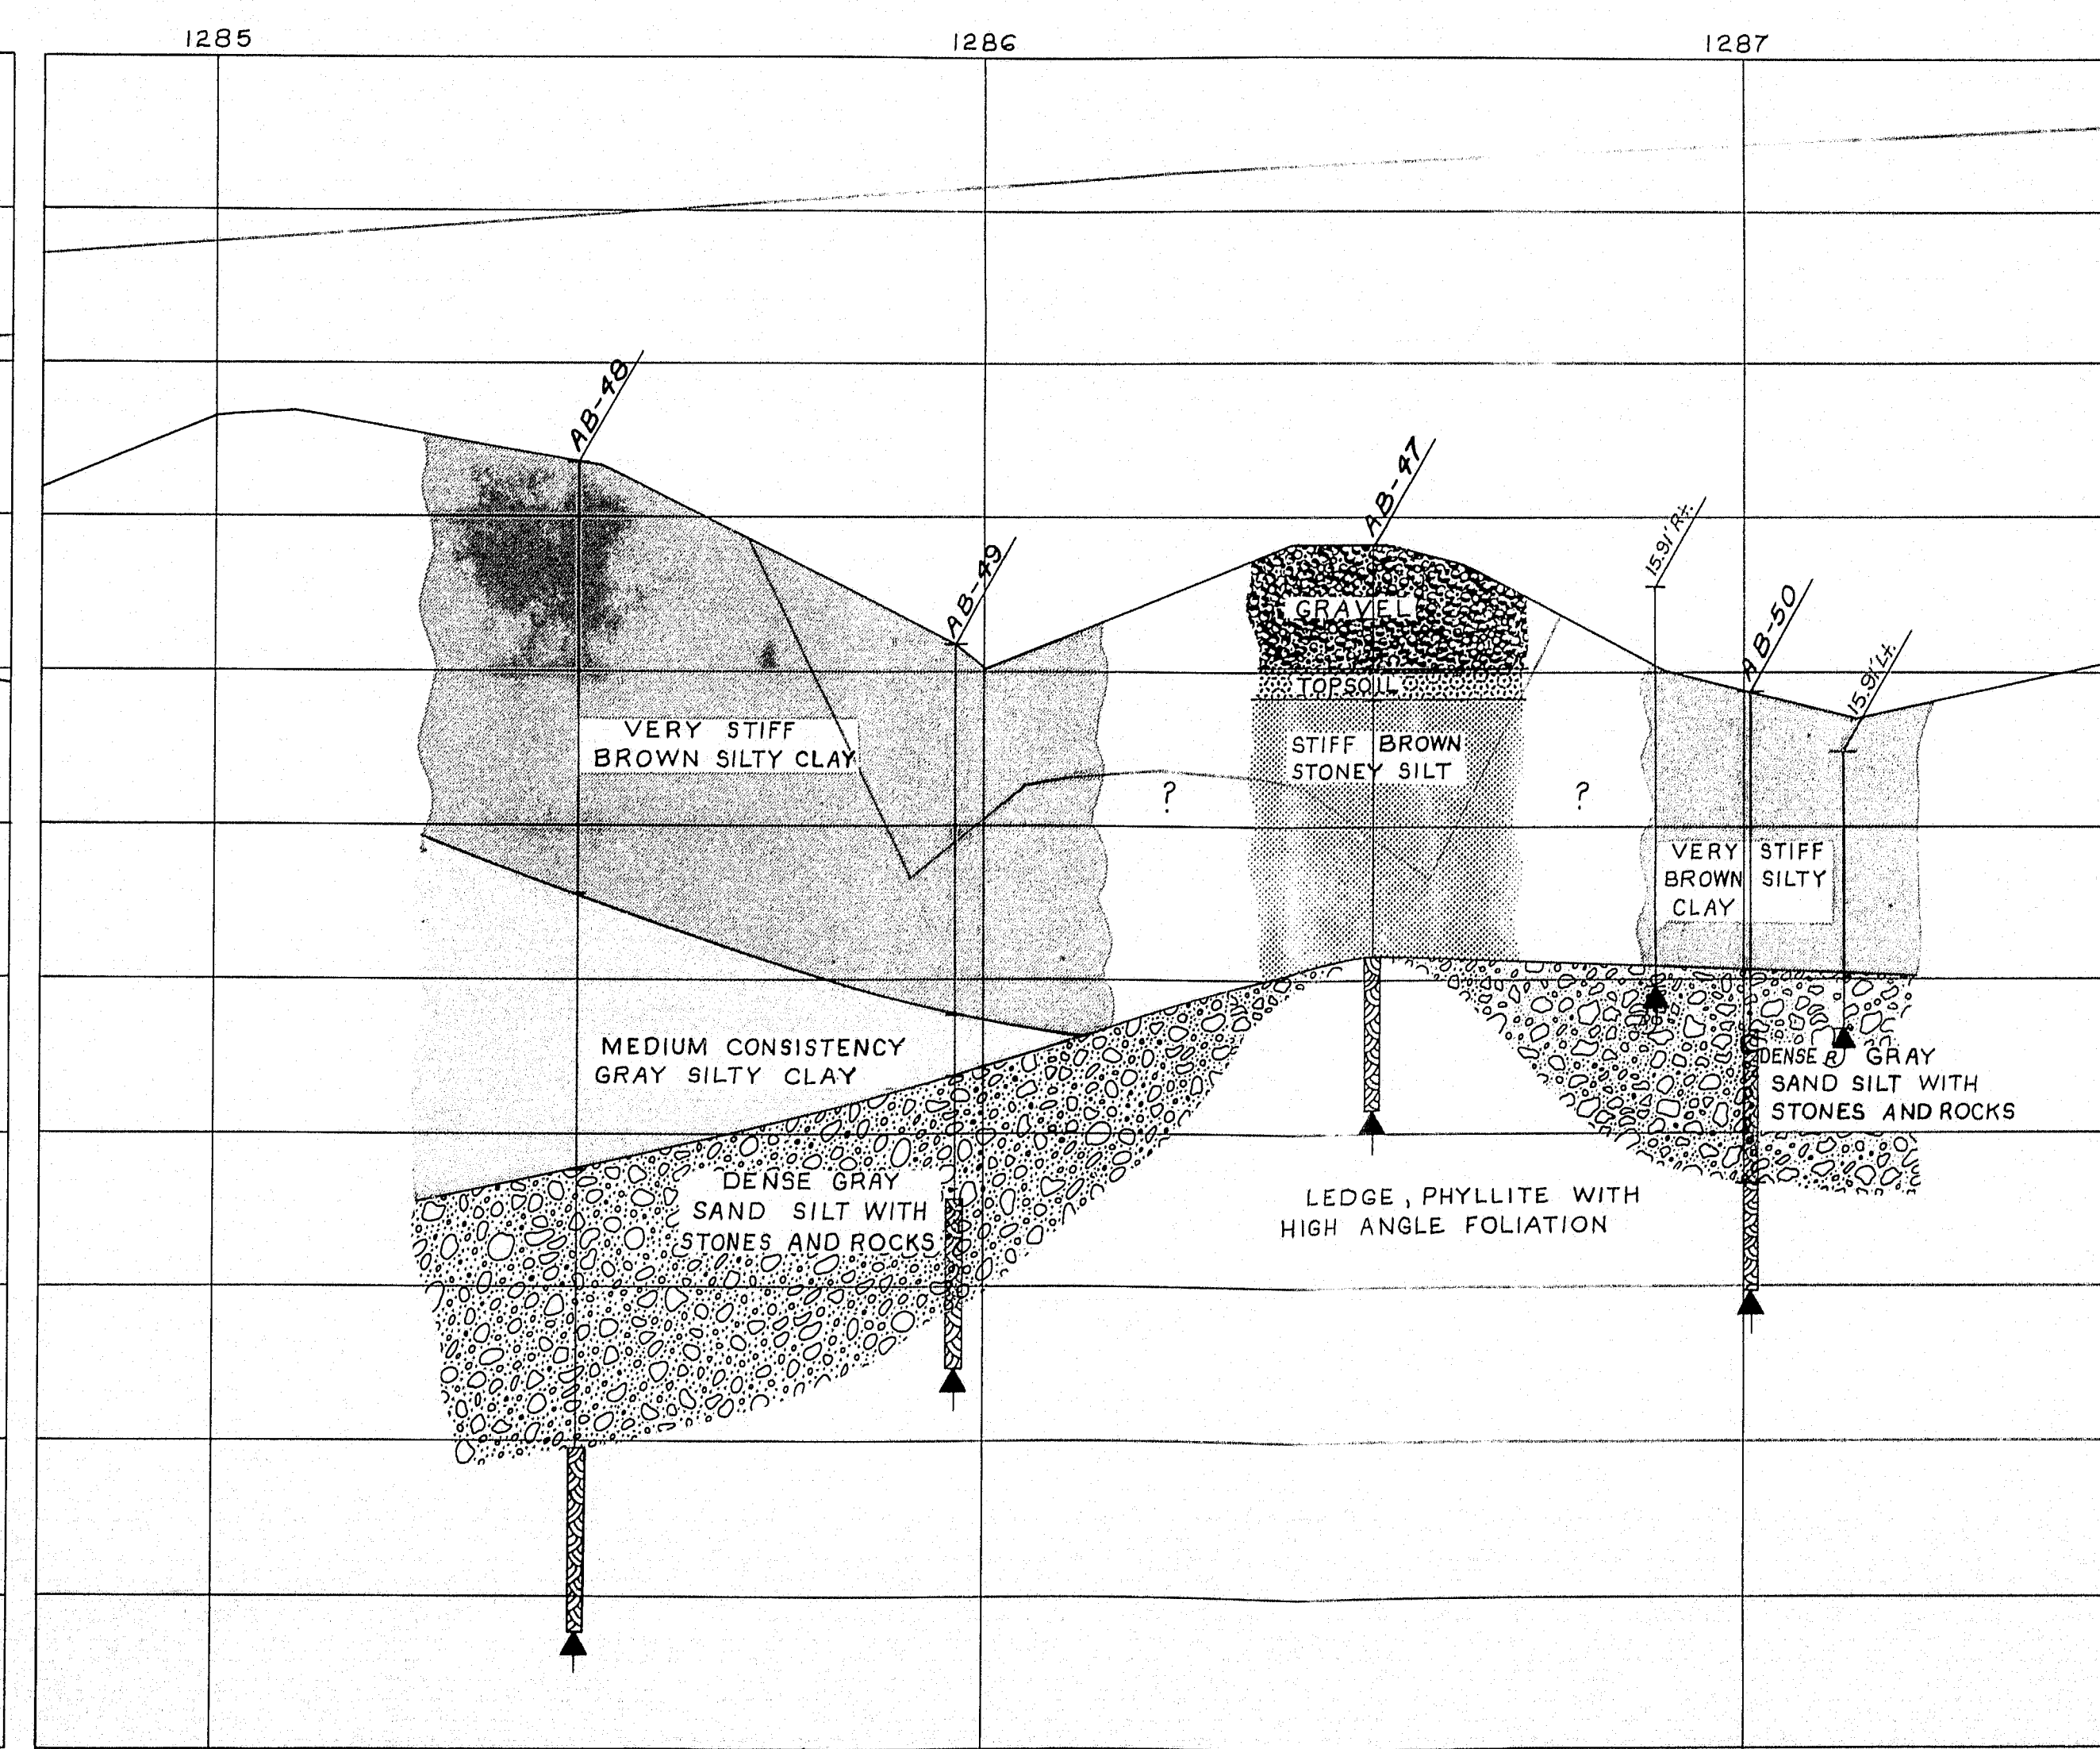 1285
1286
1287
AB-48
AB-47
15.91' Rt.
AB-49
AB-50
15.91' Lt.
GRAVEL
TOPSOIL
VERY STIFF
BROWN SILTY CLAY
STIFF BROWN
STONEY SILT
?
?
VERY STIFF
BROWN SILTY
CLAY
MEDIUM CONSISTENCY
GRAY SILTY CLAY
DENSE GRAY
SAND SILT WITH
STONES AND ROCKS
DENSE GRAY
SAND SILT WITH
STONES AND ROCKS
LEDGE, PHYLLITE WITH
HIGH ANGLE FOLIATION